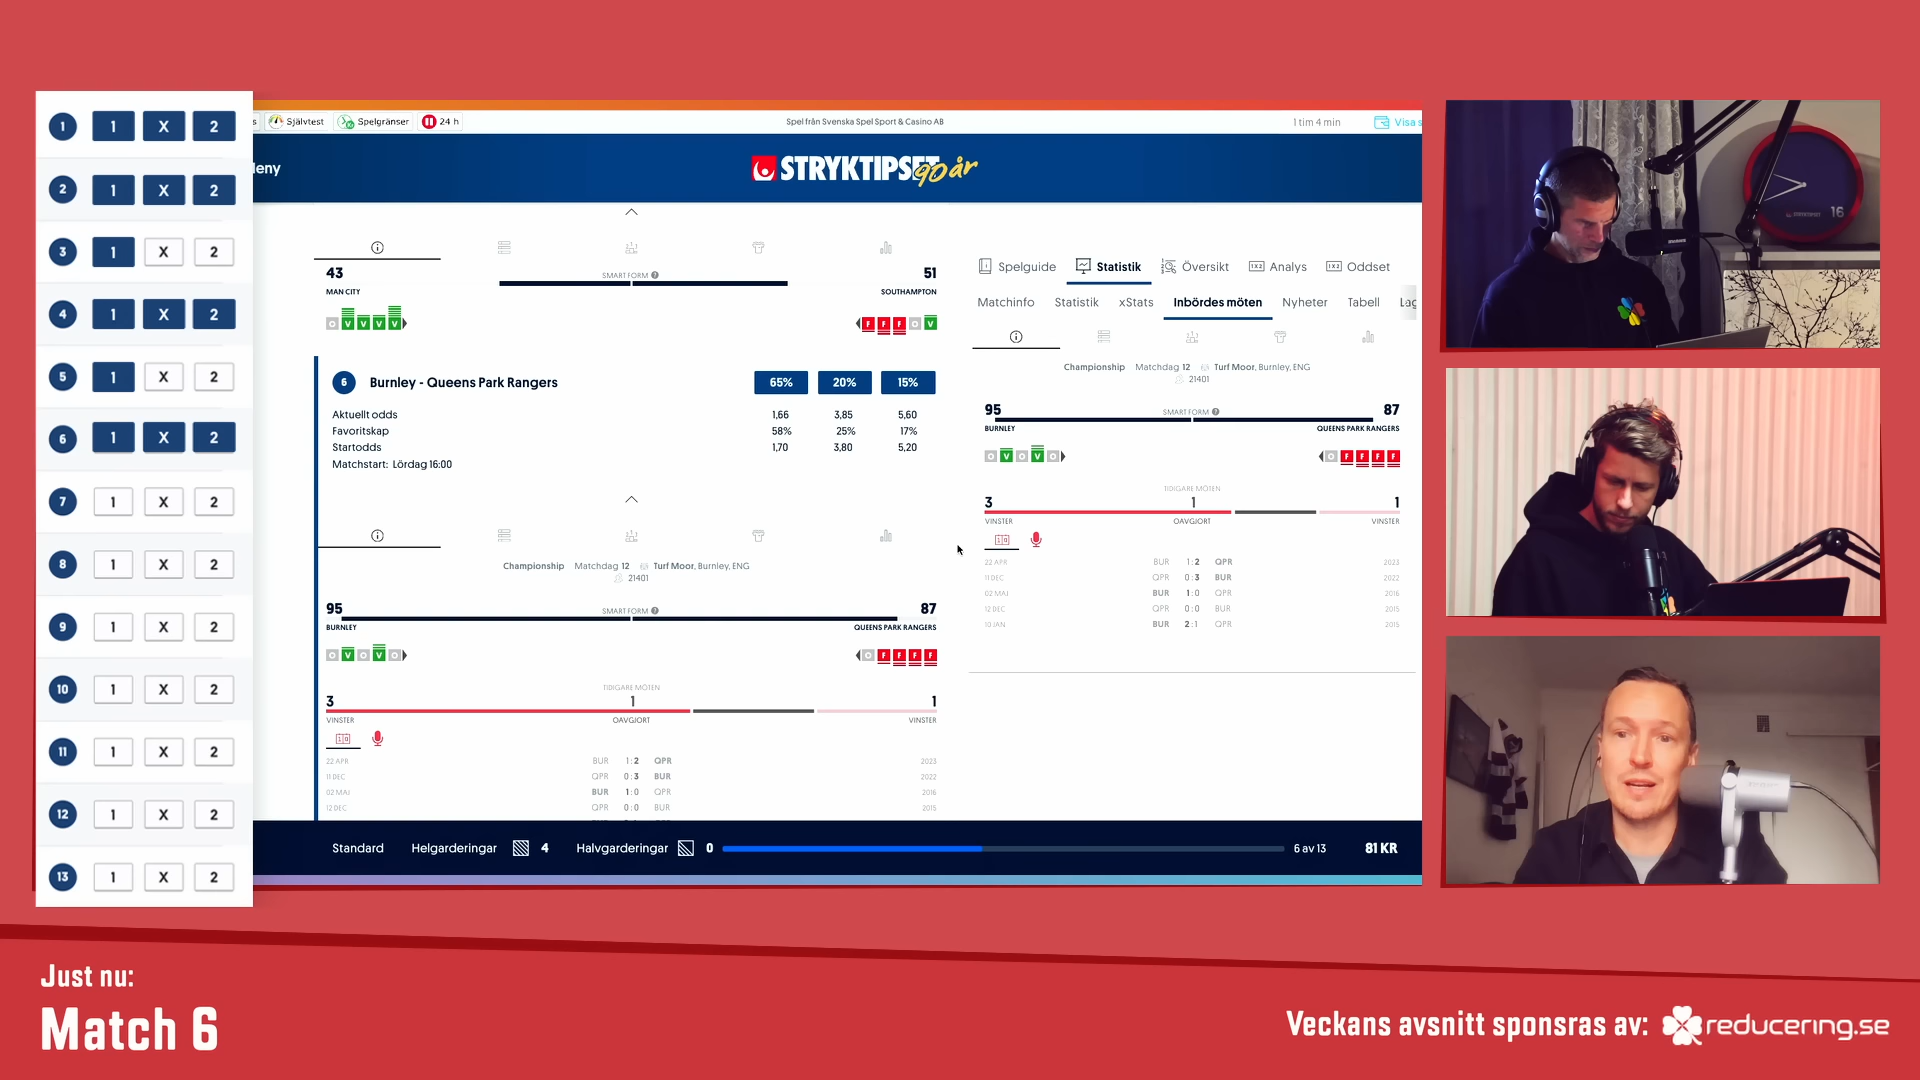 1 1 X 2
2 1 X 2
3 1 X 2
4 1 X 2
5 1 X 2
6 1 X 2
7 1 X 2
8 1 X 2
9 1 X 2
10 1 X 2
11 1 X 2
12 1 X 2
13 1 X 2
s Självtest Spelgränser 24 h
Spel från Svenska Spel Sport & Casino AB
1 tim 4 min Visa s
eny
STRYKTIPSET 90 år
43 SMART FORM ? 51
MAN CITY SOUTHAMPTON
O V V V V F F F O V
6 Burnley - Queens Park Rangers 65% 20% 15%
Aktuellt odds 1,66 3,85 5,60
Favoritskap 58% 25% 17%
Startodds 1,70 3,80 5,20
Matchstart: Lördag 16:00
Championship Matchdag 12 Turf Moor, Burnley, ENG
21401
95 SMART FORM ? 87
BURNLEY QUEENS PARK RANGERS
O V O V O O F F F F
TIDIGARE MÖTEN
3 1 1
VINSTER OAVGJORT VINSTER
22 APR BUR 1:2 QPR 2023
11 DEC QPR 0:3 BUR 2022
02 MAJ BUR 1:0 QPR 2016
12 DEC QPR 0:0 BUR 2015
Spelguide Statistik Översikt Analys Oddset
Matchinfo Statistik xStats Inbördes möten Nyheter Tabell Lag
Championship Matchdag 12 Turf Moor, Burnley, ENG
21401
95 SMART FORM ? 87
BURNLEY QUEENS PARK RANGERS
O V O V O O F F F F
TIDIGARE MÖTEN
3 1 1
VINSTER OAVGJORT VINSTER
22 APR BUR 1:2 QPR 2023
11 DEC QPR 0:3 BUR 2022
02 MAJ BUR 1:0 QPR 2016
12 DEC QPR 0:0 BUR 2015
10 JAN BUR 2:1 QPR 2015
Standard Helgarderingar 4 Halvgarderingar 0 6 av 13 81 KR
16
Just nu:
Match 6
Veckans avsnitt sponsras av: reducering.se